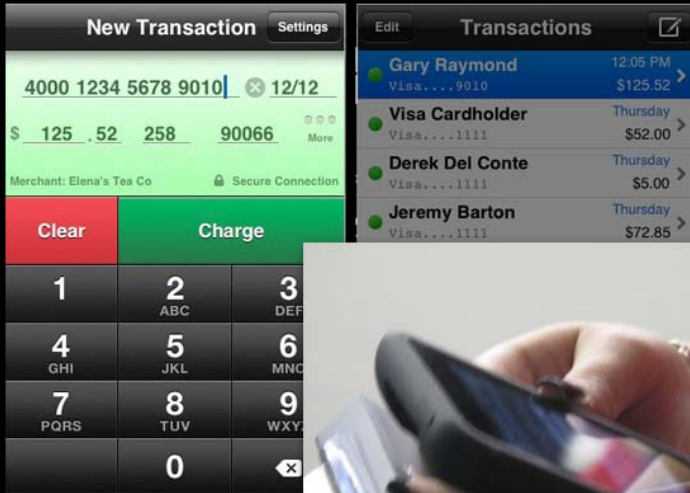 New Transaction
Settings
4000 1234 5678 9010
12/12
$ 125 .52 258 90066
More
Merchant: Elena's Tea Co
Secure Connection
Clear
Charge
1
2
ABC
3
DEF
4
GHI
5
JKL
6
MNO
7
PQRS
8
TUV
9
WXYZ
0
Edit
Transactions
Gary Raymond
12:05 PM
Visa....9010
$125.52
Visa Cardholder
Thursday
Visa....1111
$52.00
Derek Del Conte
Thursday
Visa....1111
$5.00
Jeremy Barton
Thursday
Visa....1111
$72.85